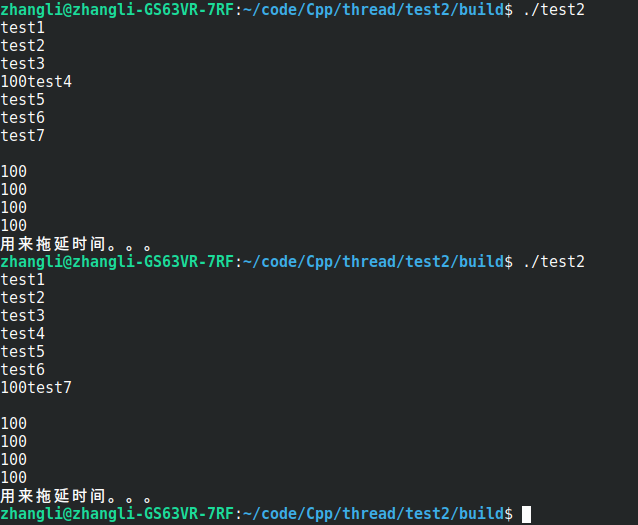 zhangli@zhangli-GS63VR-7RF:~/code/Cpp/thread/test2/build$ ./test2
test1
test2
test3
100test4
test5
test6
test7
100
100
100
100
用来拖延时间。。。
zhangli@zhangli-GS63VR-7RF:~/code/Cpp/thread/test2/build$ ./test2
test1
test2
test3
test4
test5
test6
100test7
100
100
100
100
用来拖延时间。。。
zhangli@zhangli-GS63VR-7RF:~/code/Cpp/thread/test2/build$